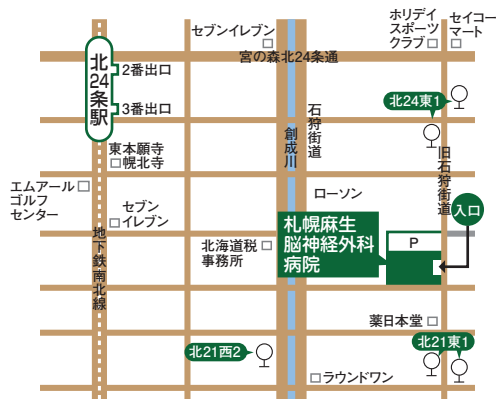 ホリデイ
スポーツ
クラブ
セイコー
マート
セブンイレブン
宮の森北24条通
北24条駅
2番出口
3番出口
北24東1
石狩街道
創成川
東本願寺
幌北寺
旧石狩街道
エムアール
ゴルフ
センター
ローソン
入口
セブン
イレブン
地下鉄南北線
札幌麻生
脳神経外科
病院
P
北海道税
事務所
薬日本堂
北21西2
北21東1
ラウンドワン